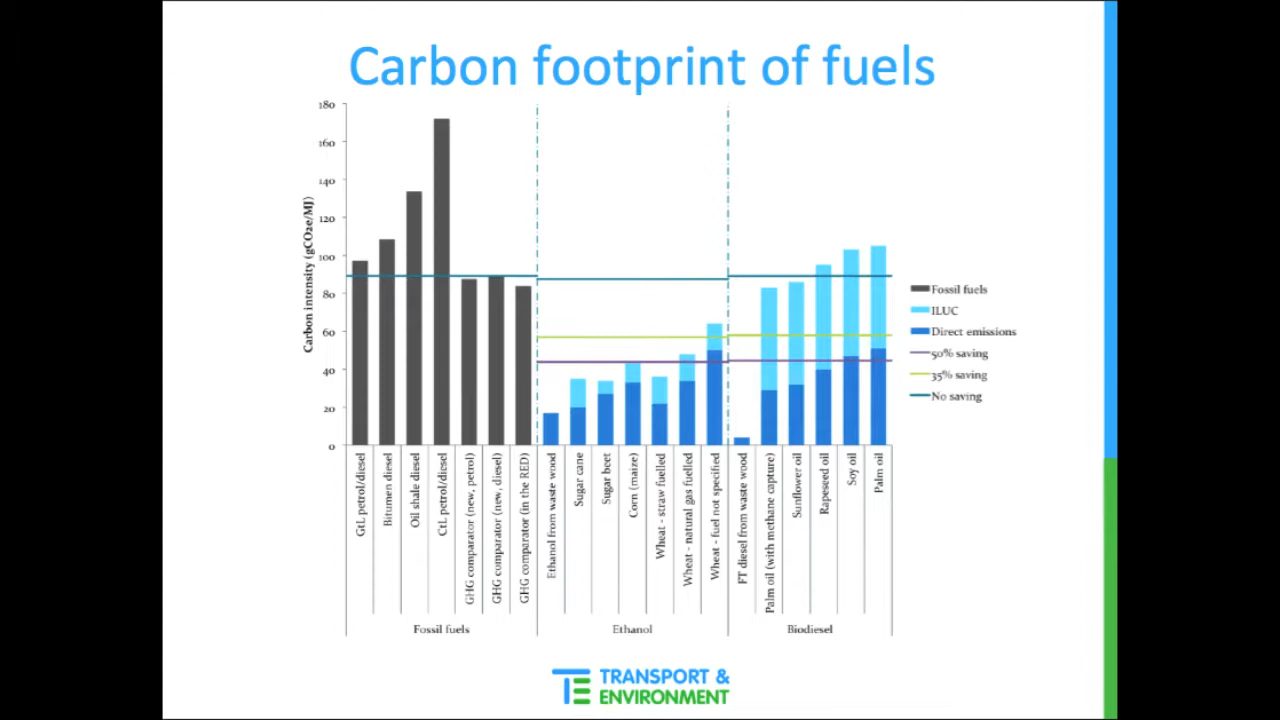 Carbon footprint of fuels
Carbon intensity (gCO2e/MJ)
180
160
140
120
100
80
60
40
20
0
GtL petrol/diesel
Bitumen diesel
Oil shale diesel
CtL petrol/diesel
GHG comparator (new, petrol)
GHG comparator (new, diesel)
GHG comparator (in the RED)
Ethanol from waste wood
Sugar cane
Sugar beet
Corn (maize)
Wheat - straw fuelled
Wheat - natural gas fuelled
Wheat - fuel not specified
FT diesel from waste wood
Palm oil (with methane capture)
Sunflower oil
Rapeseed oil
Soy oil
Palm oil
Fossil fuels
Ethanol
Biodiesel
Fossil fuels
ILUC
Direct emissions
50% saving
35% saving
No saving
TRANSPORT &
ENVIRONMENT